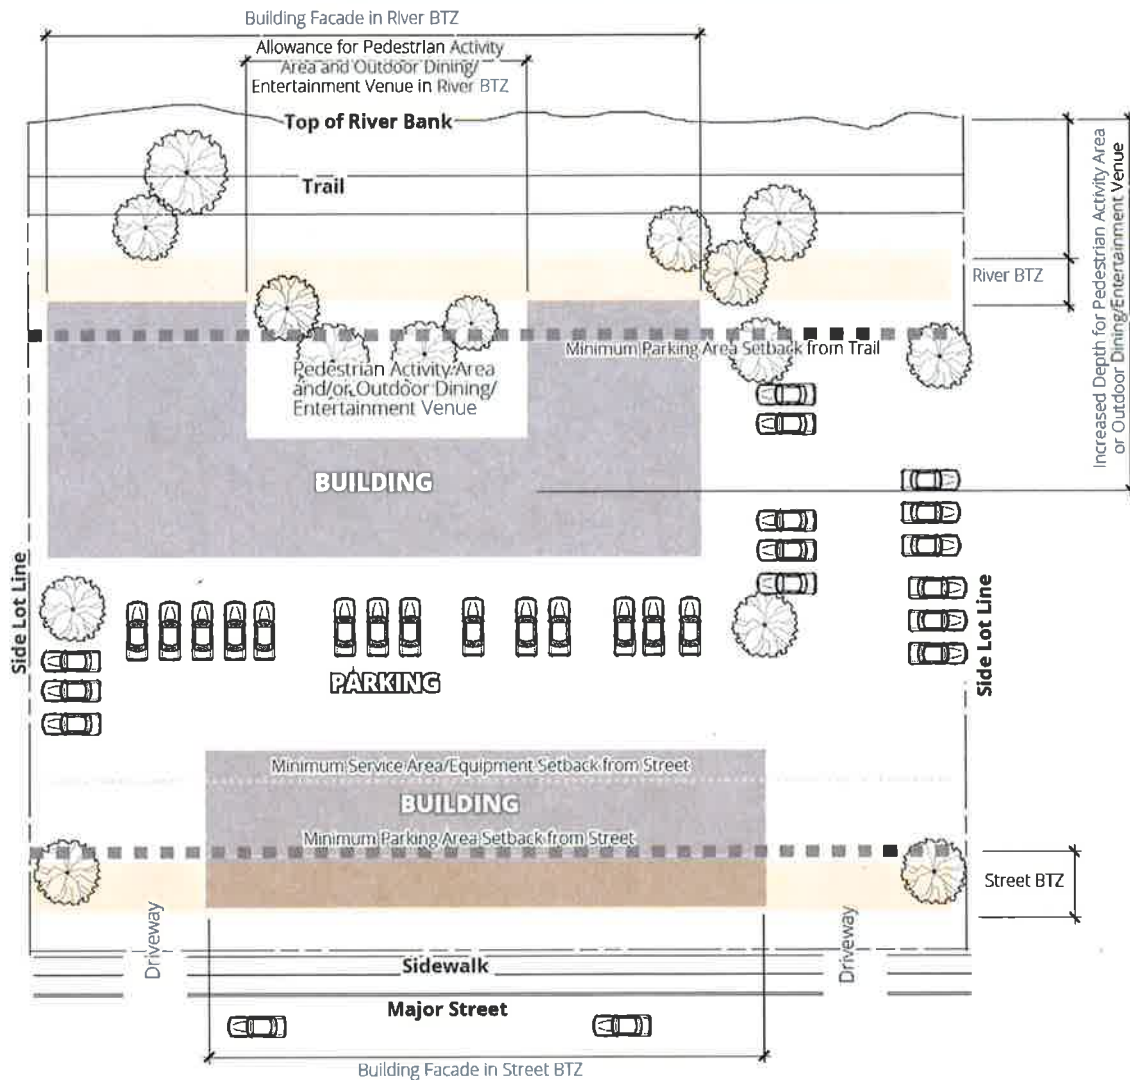 Building Facade in River BTZ
Allowance for Pedestrian Activity
Area and Outdoor Dining/
Entertainment Venue in River BTZ
Top of River Bank
Trail
Increased Depth for Pedestrian Activity Area
or Outdoor Dining/Entertainment Venue
River BTZ
Minimum Parking Area Setback from Trail
Pedestrian Activity Area
and/or Outdoor Dining/
Entertainment Venue
BUILDING
Side Lot Line
Side Lot Line
PARKING
Minimum Service Area/Equipment Setback from Street
BUILDING
Minimum Parking Area Setback from Street
Street BTZ
Driveway
Driveway
Sidewalk
Major Street
Building Facade in Street BTZ